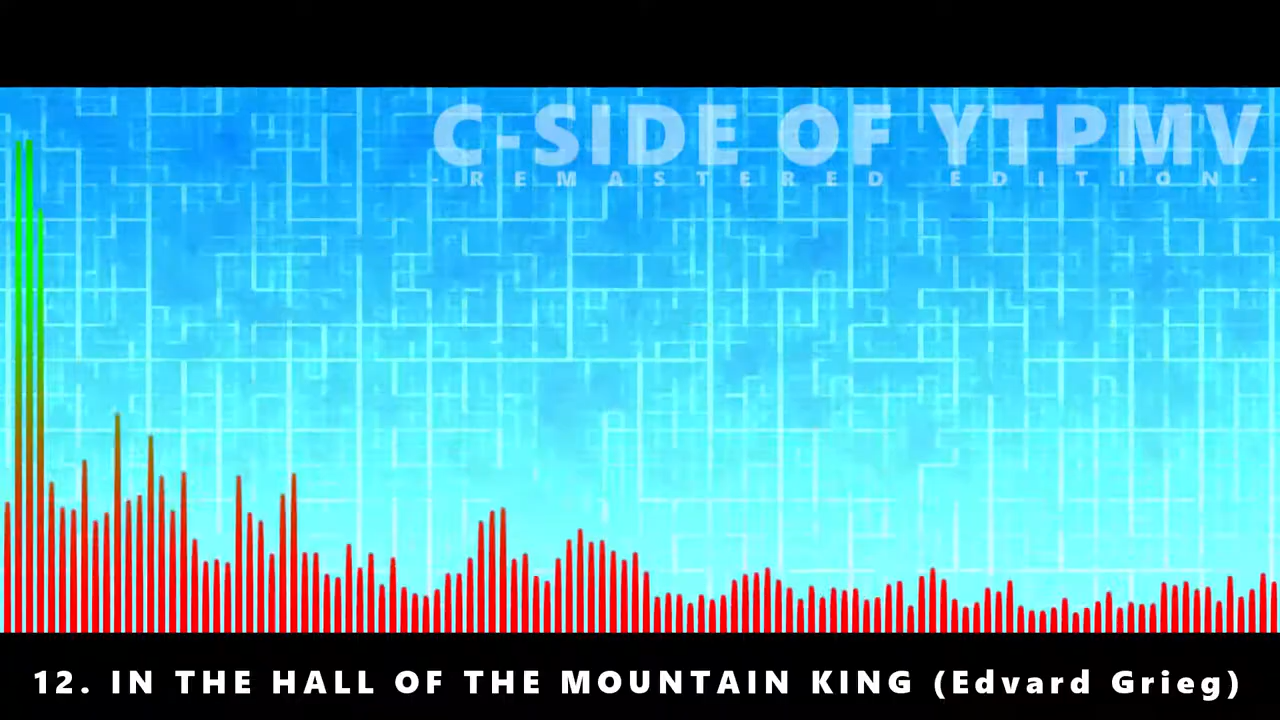 C-SIDE OF YTPMV
- REMASTERED EDITION -
12. IN THE HALL OF THE MOUNTAIN KING (Edvard Grieg)